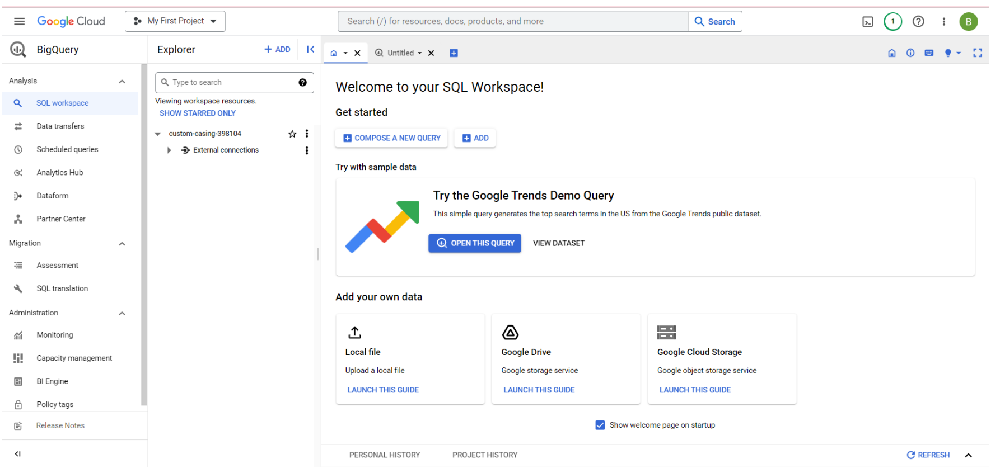 Google Cloud
My First Project
Search (/) for resources, docs, products, and more
Search
1
B
BigQuery
Analysis
SQL workspace
Data transfers
Scheduled queries
Analytics Hub
Dataform
Partner Center
Migration
Assessment
SQL translation
Administration
Monitoring
Capacity management
BI Engine
Policy tags
Release Notes
Explorer
+ ADD
Type to search
Viewing workspace resources.
SHOW STARRED ONLY
custom-casing-398104
External connections
Untitled
Welcome to your SQL Workspace!
Get started
COMPOSE A NEW QUERY
ADD
Try with sample data
Try the Google Trends Demo Query
This simple query generates the top search terms in the US from the Google Trends public dataset.
OPEN THIS QUERY
VIEW DATASET
Add your own data
Local file
Upload a local file
LAUNCH THIS GUIDE
Google Drive
Google storage service
LAUNCH THIS GUIDE
Google Cloud Storage
Google object storage service
LAUNCH THIS GUIDE
Show welcome page on startup
PERSONAL HISTORY
PROJECT HISTORY
REFRESH